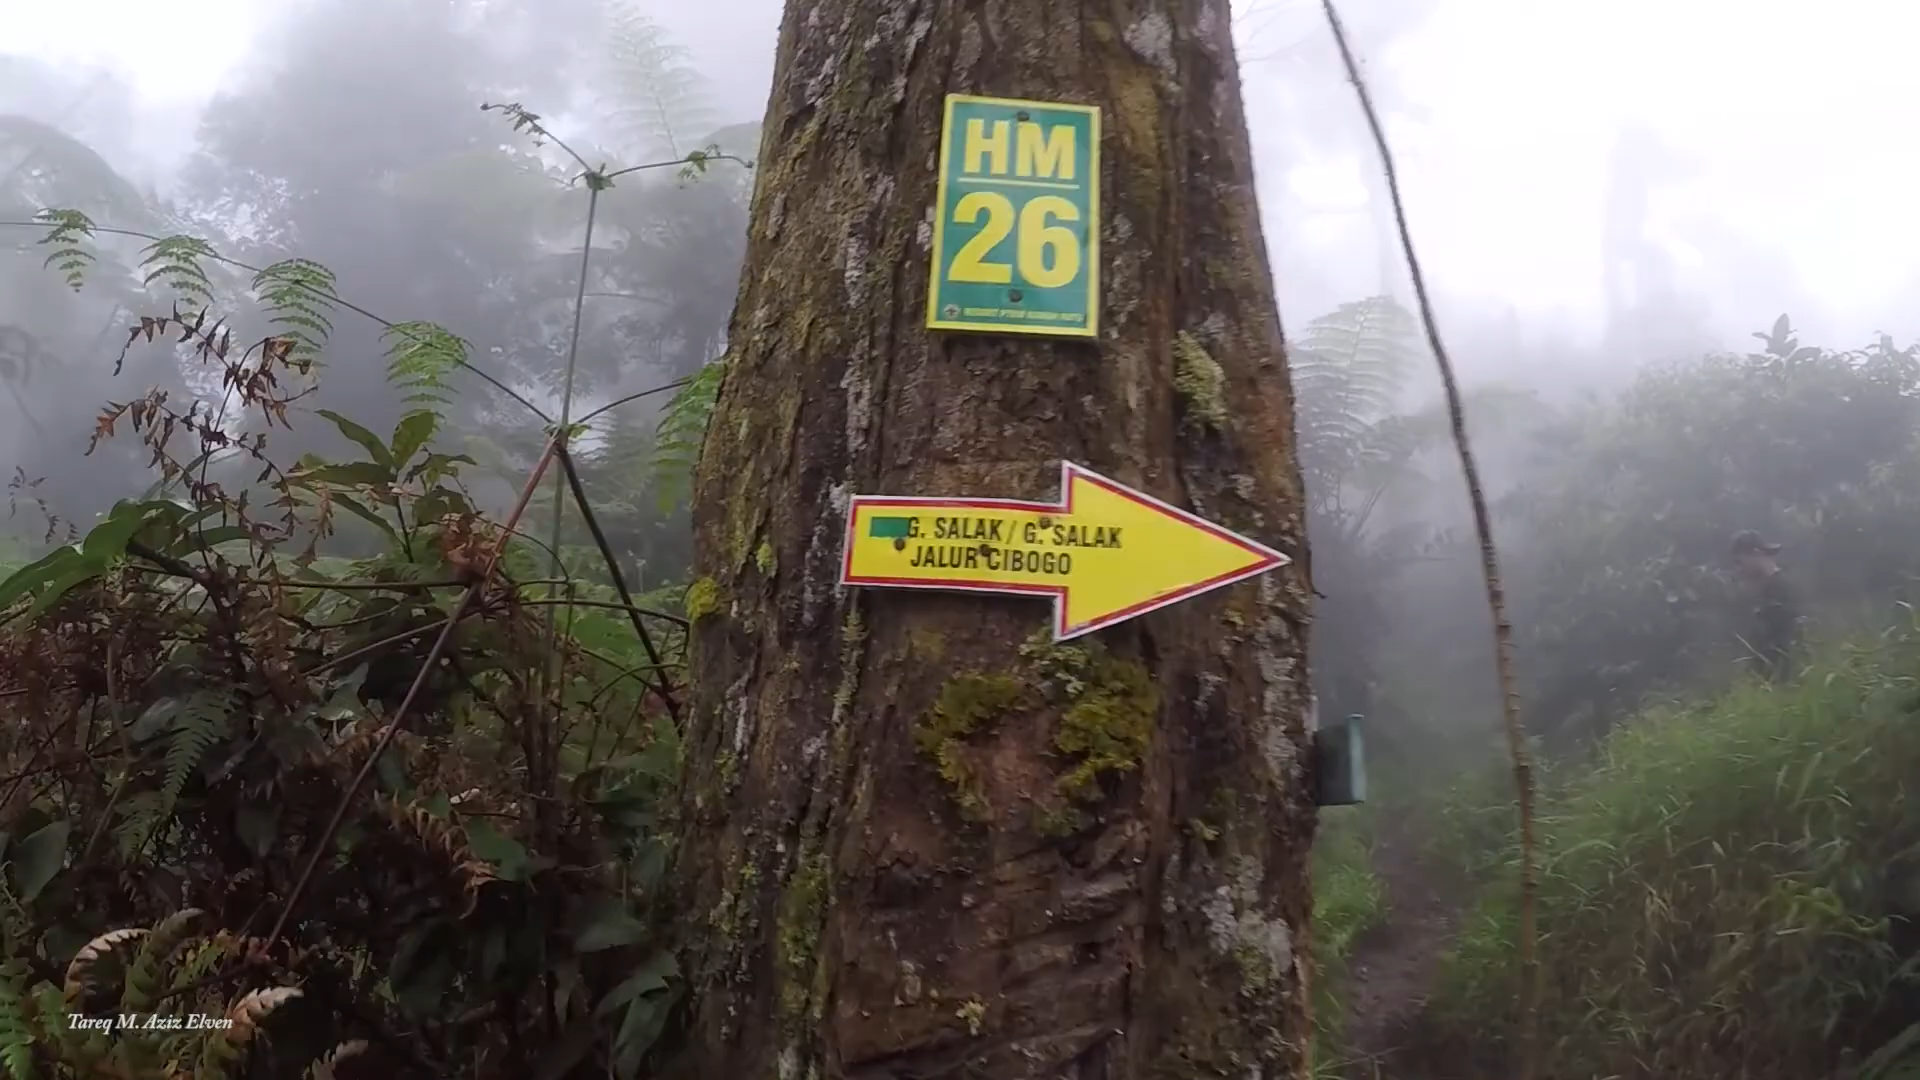 HM
26
G. SALAK / G. SALAK
JALUR CIBOGO
Tareq M. Aziz Elven